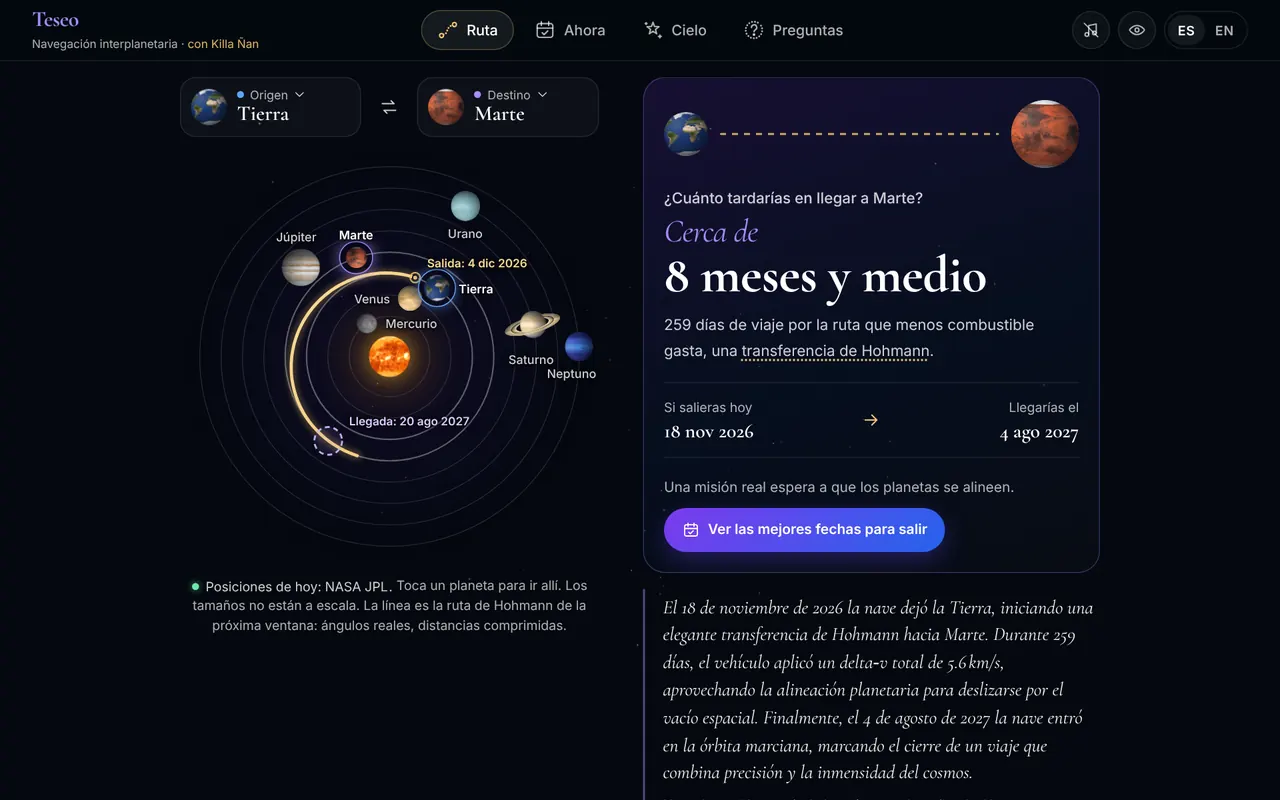 Teseo
Navegación interplanetaria · con Killa Ñan
Ruta
Ahora
Cielo
Preguntas
ES
EN
Origen
Tierra
Destino
Marte
Urano
Júpiter
Marte
Salida: 4 dic 2026
Tierra
Venus
Mercurio
Saturno
Neptuno
Llegada: 20 ago 2027
Posiciones de hoy: NASA JPL. Toca un planeta para ir allí. Los
tamaños no están a escala. La línea es la ruta de Hohmann de la
próxima ventana: ángulos reales, distancias comprimidas.
¿Cuánto tardarías en llegar a Marte?
Cerca de
8 meses y medio
259 días de viaje por la ruta que menos combustible
gasta, una transferencia de Hohmann.
Si salieras hoy
18 nov 2026
Llegarías el
4 ago 2027
Una misión real espera a que los planetas se alineen.
Ver las mejores fechas para salir
El 18 de noviembre de 2026 la nave dejó la Tierra, iniciando una
elegante transferencia de Hohmann hacia Marte. Durante 259
días, el vehículo aplicó un delta-v total de 5.6 km/s,
aprovechando la alineación planetaria para deslizarse por el
vacío espacial. Finalmente, el 4 de agosto de 2027 la nave entró
en la órbita marciana, marcando el cierre de un viaje que
combina precisión y la inmensidad del cosmos.